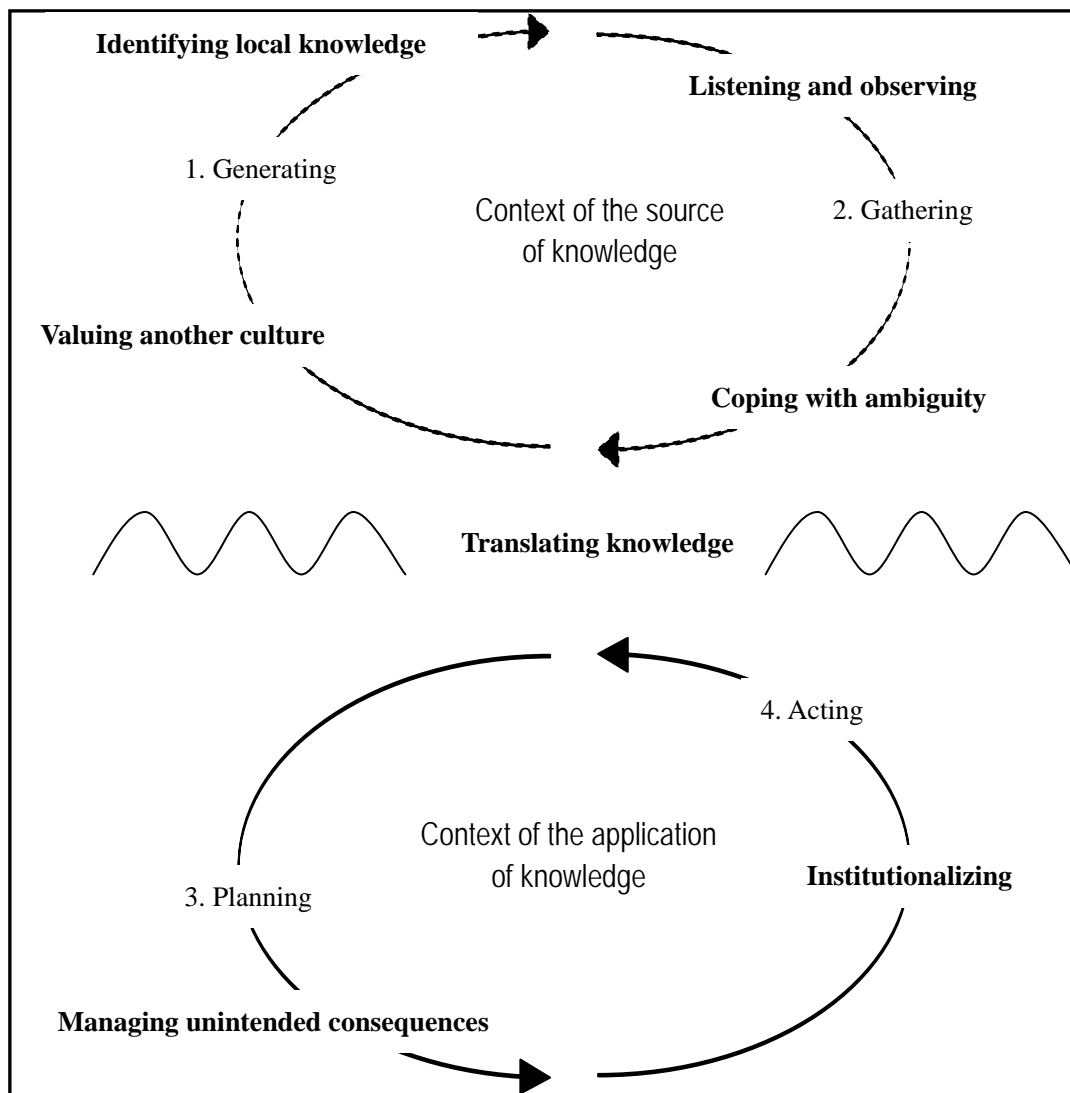 Identifying local knowledge
Listening and observing
1. Generating
2. Gathering
Context of the source
of knowledge
Valuing another culture
Coping with ambiguity
Translating knowledge
4. Acting
Context of the application
of knowledge
Institutionalizing
3. Planning
Managing unintended consequences